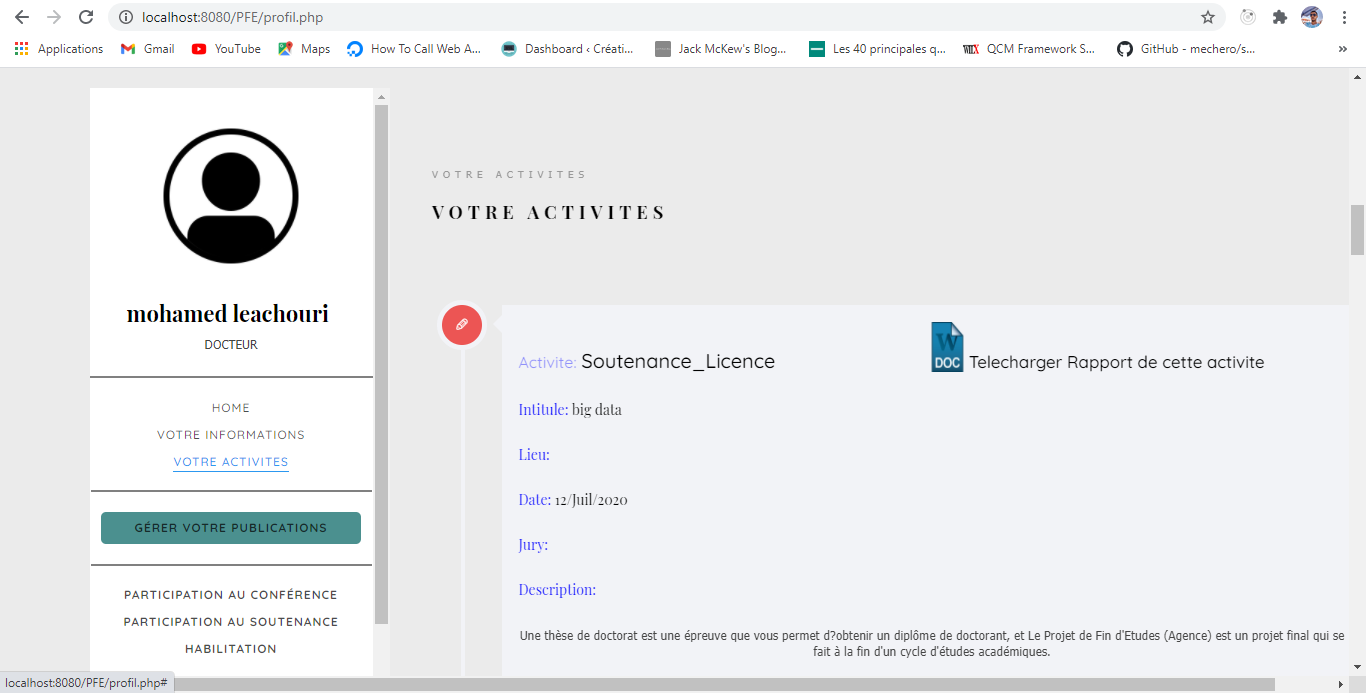 localhost:8080/PFE/profil.php
Applications
Gmail
YouTube
Maps
How To Call Web A...
Dashboard ‹ Créati...
Jack McKew's Blog...
Les 40 principales q...
QCM Framework S...
GitHub - mechero/s...
»
mohamed leachouri
DOCTEUR
HOME
VOTRE INFORMATIONS
VOTRE ACTIVITES
GÉRER VOTRE PUBLICATIONS
PARTICIPATION AU CONFÉRENCE
PARTICIPATION AU SOUTENANCE
HABILITATION
VOTRE ACTIVITES
VOTRE ACTIVITES
Activite: Soutenance_Licence
W
DOC
Telecharger Rapport de cette activite
Intitule: big data
Lieu:
Date: 12/Juil/2020
Jury:
Description:
Une thèse de doctorat est une épreuve que vous permet d?obtenir un diplôme de doctorant, et Le Projet de Fin d'Etudes (Agence) est un projet final qui se
fait à la fin d'un cycle d'études académiques.
localhost:8080/PFE/profil.php#